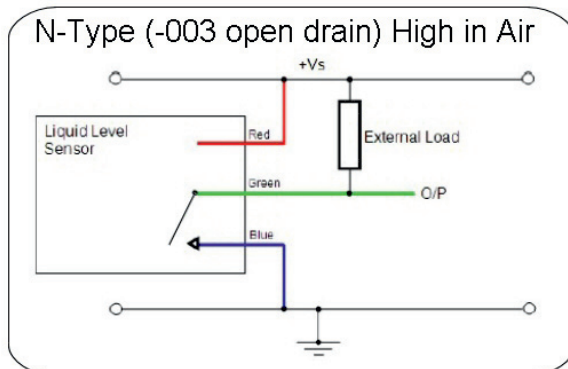 N-Type (-003 open drain) High in Air
+Vs
Liquid Level
Sensor
Red
External Load
Green
O/P
Blue